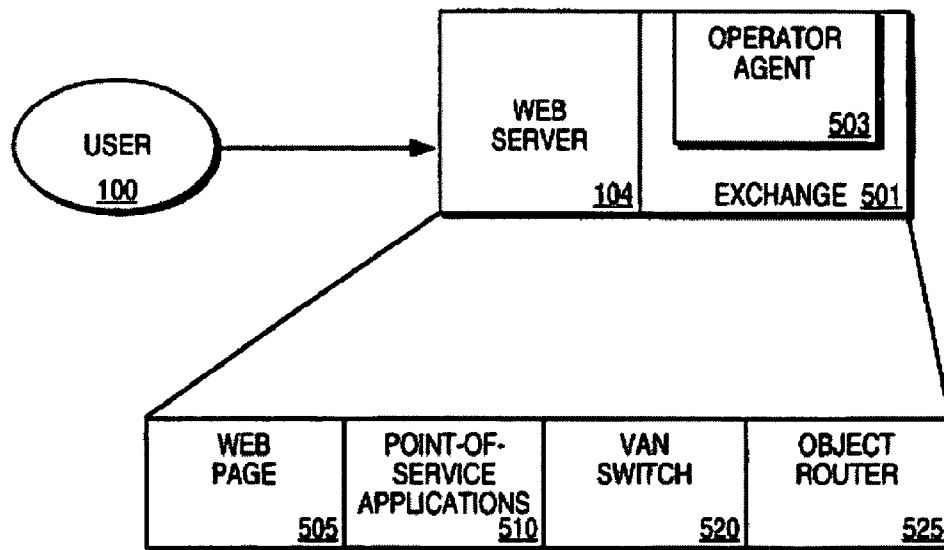 USER
100
WEB
SERVER
104
OPERATOR
AGENT
503
EXCHANGE 501
WEB
PAGE
505
POINT-OF-
SERVICE
APPLICATIONS
510
VAN
SWITCH
520
OBJECT
ROUTER
525